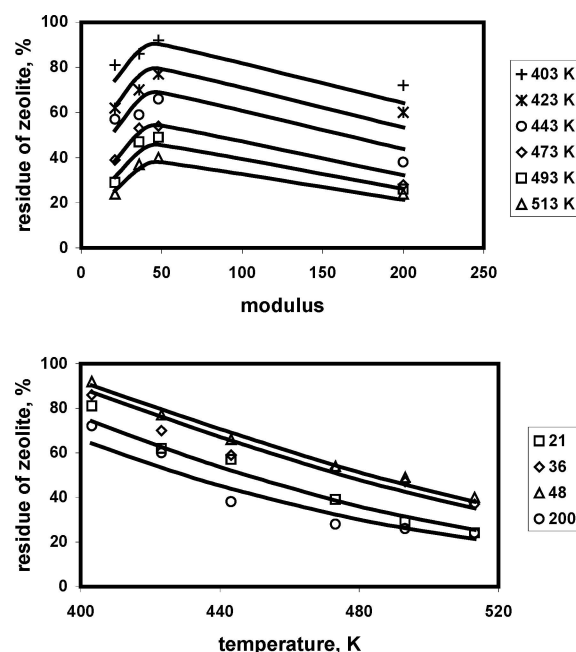 100
80
60
40
20
0
residue of zeolite, %
0 50 100 150 200 250
modulus
403 K
423 K
443 K
473 K
493 K
513 K
100
80
60
40
20
0
residue of zeolite, %
400 440 480 520
temperature, K
21
36
48
200